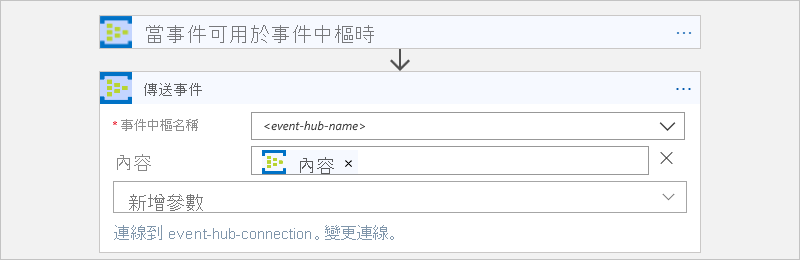 當事件可用於事件中樞時
傳送事件
*事件中樞名稱 <event-hub-name>
內容 內容 ×
新增參數
連線到 event-hub-connection。變更連線。